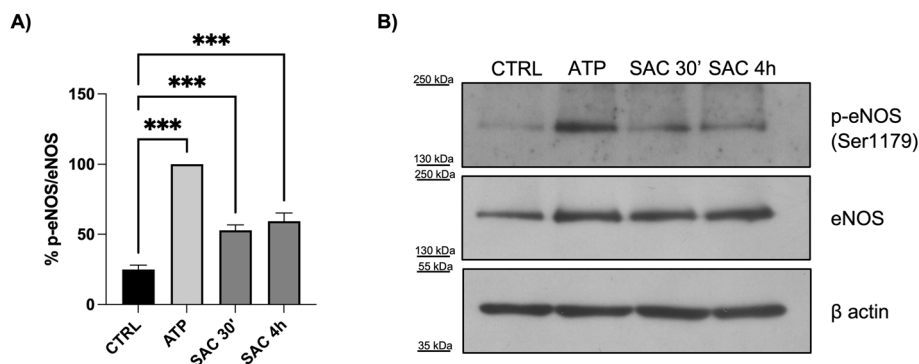 A)
***
***
***
% p-eNOS/eNOS
150
100
50
0
CTRL
ATP
SAC 30'
SAC 4h
B)
CTRL ATP SAC 30’ SAC 4h
250 kDa
p-eNOS
(Ser1179)
130 kDa
250 kDa
eNOS
130 kDa
55 kDa
β actin
35 kDa